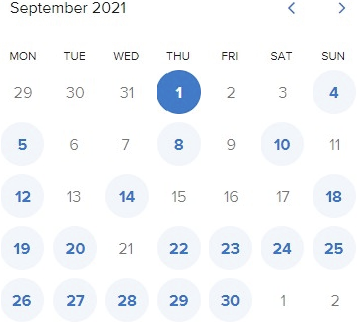 September 2021
MON TUE WED THU FRI SAT SUN
29 30 31 1 2 3 4
5 6 7 8 9 10 11
12 13 14 15 16 17 18
19 20 21 22 23 24 25
26 27 28 29 30 1 2